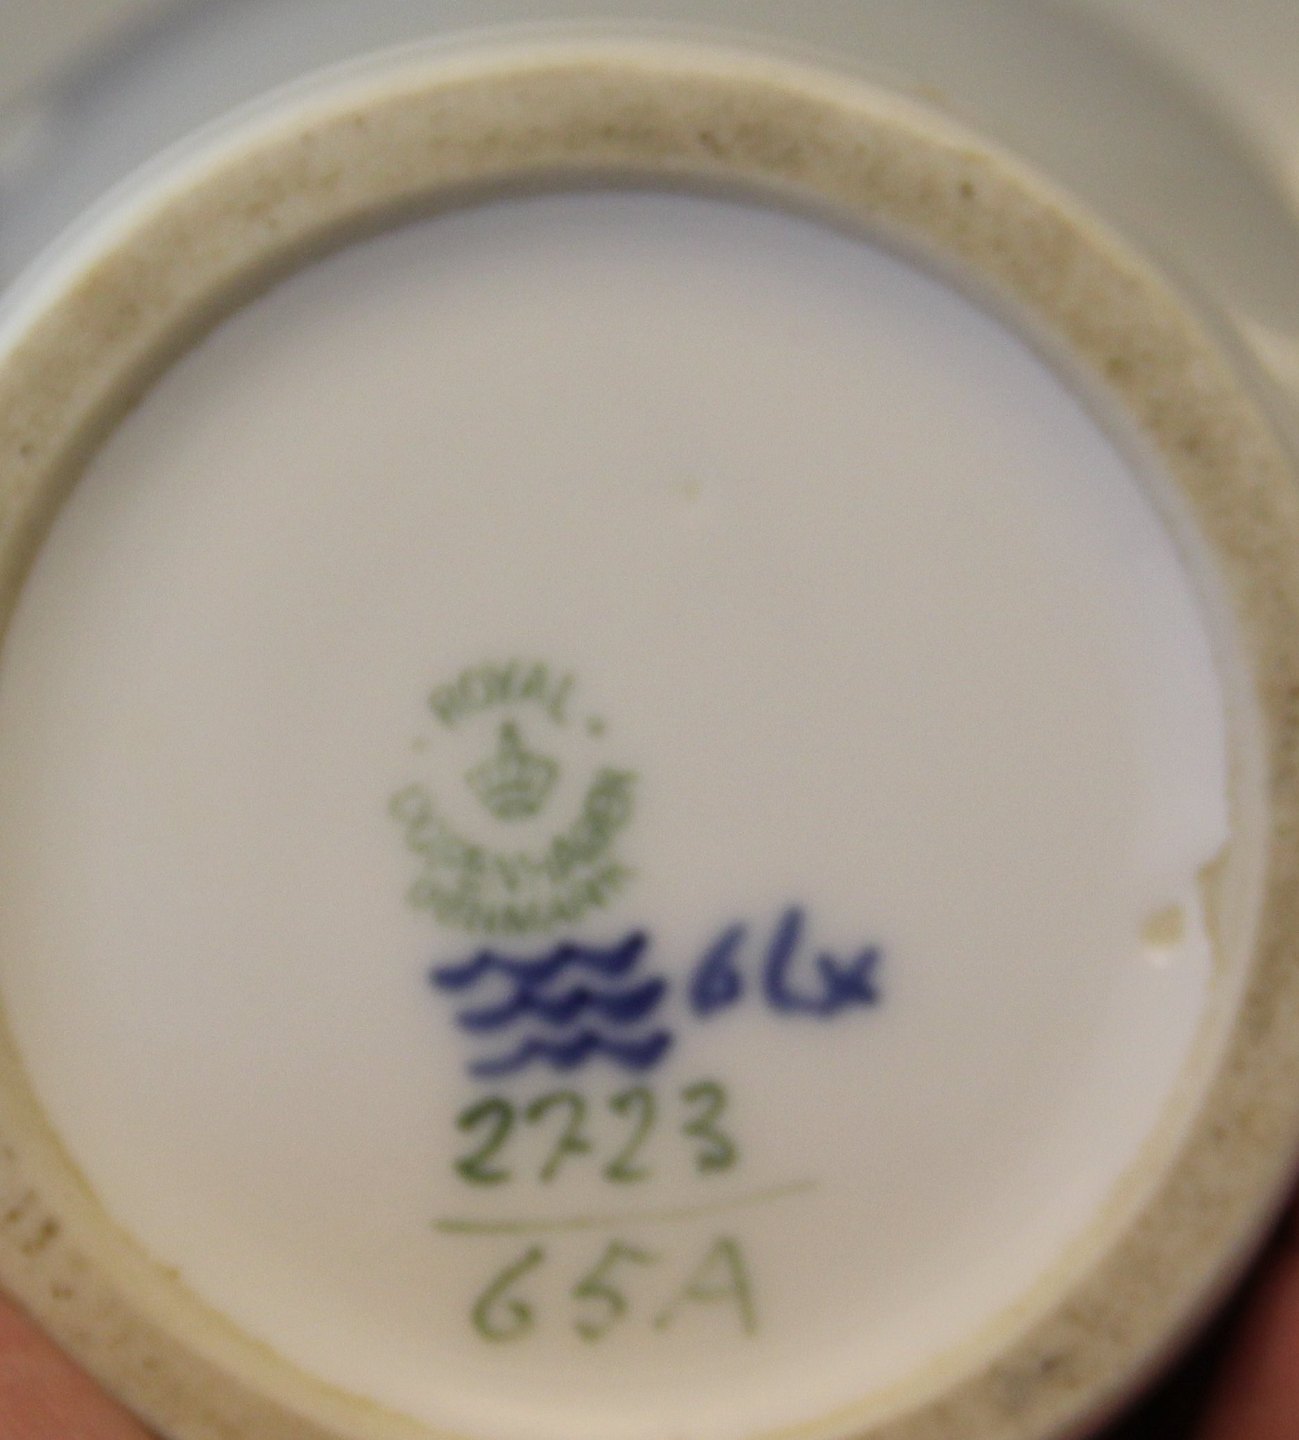 ROYAL
COPENHAGEN
DENMARK
6Lx
2723
65A